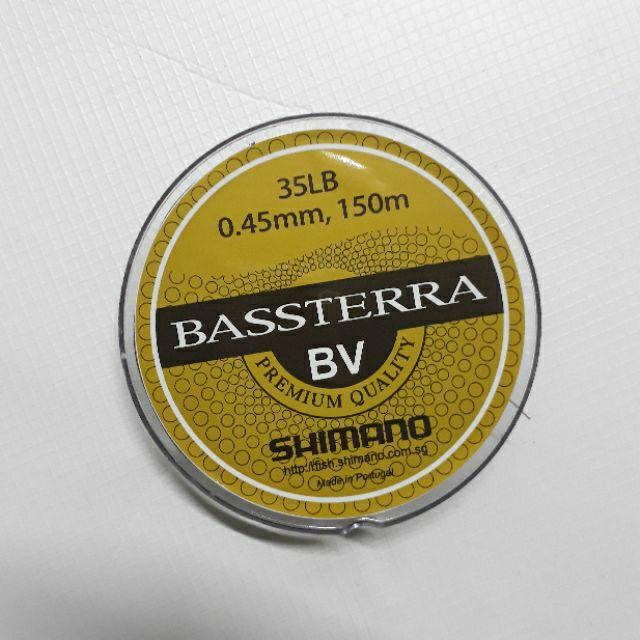 35LB
0.45mm, 150m
BASSTERRA
BV
PREMIUM QUALITY
SHIMANO
http://fish.shimano.com.sg
Made in Portugal